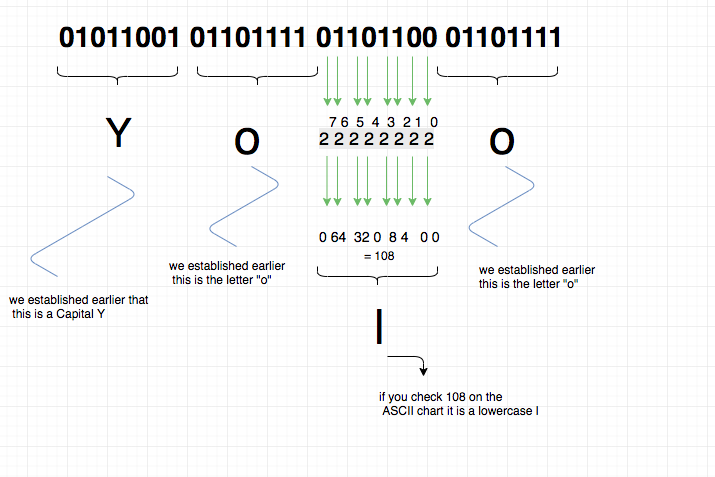 01011001 01101111 01101100 01101111
7 6 5 4 3 2 1 0
2 2 2 2 2 2 2 2
Y o o
0 64 32 0 8 4 0 0
= 108
we established earlier
this is the letter "o"
we established earlier
this is the letter "o"
we established earlier that
this is a Capital Y
l
if you check 108 on the
ASCII chart it is a lowercase l